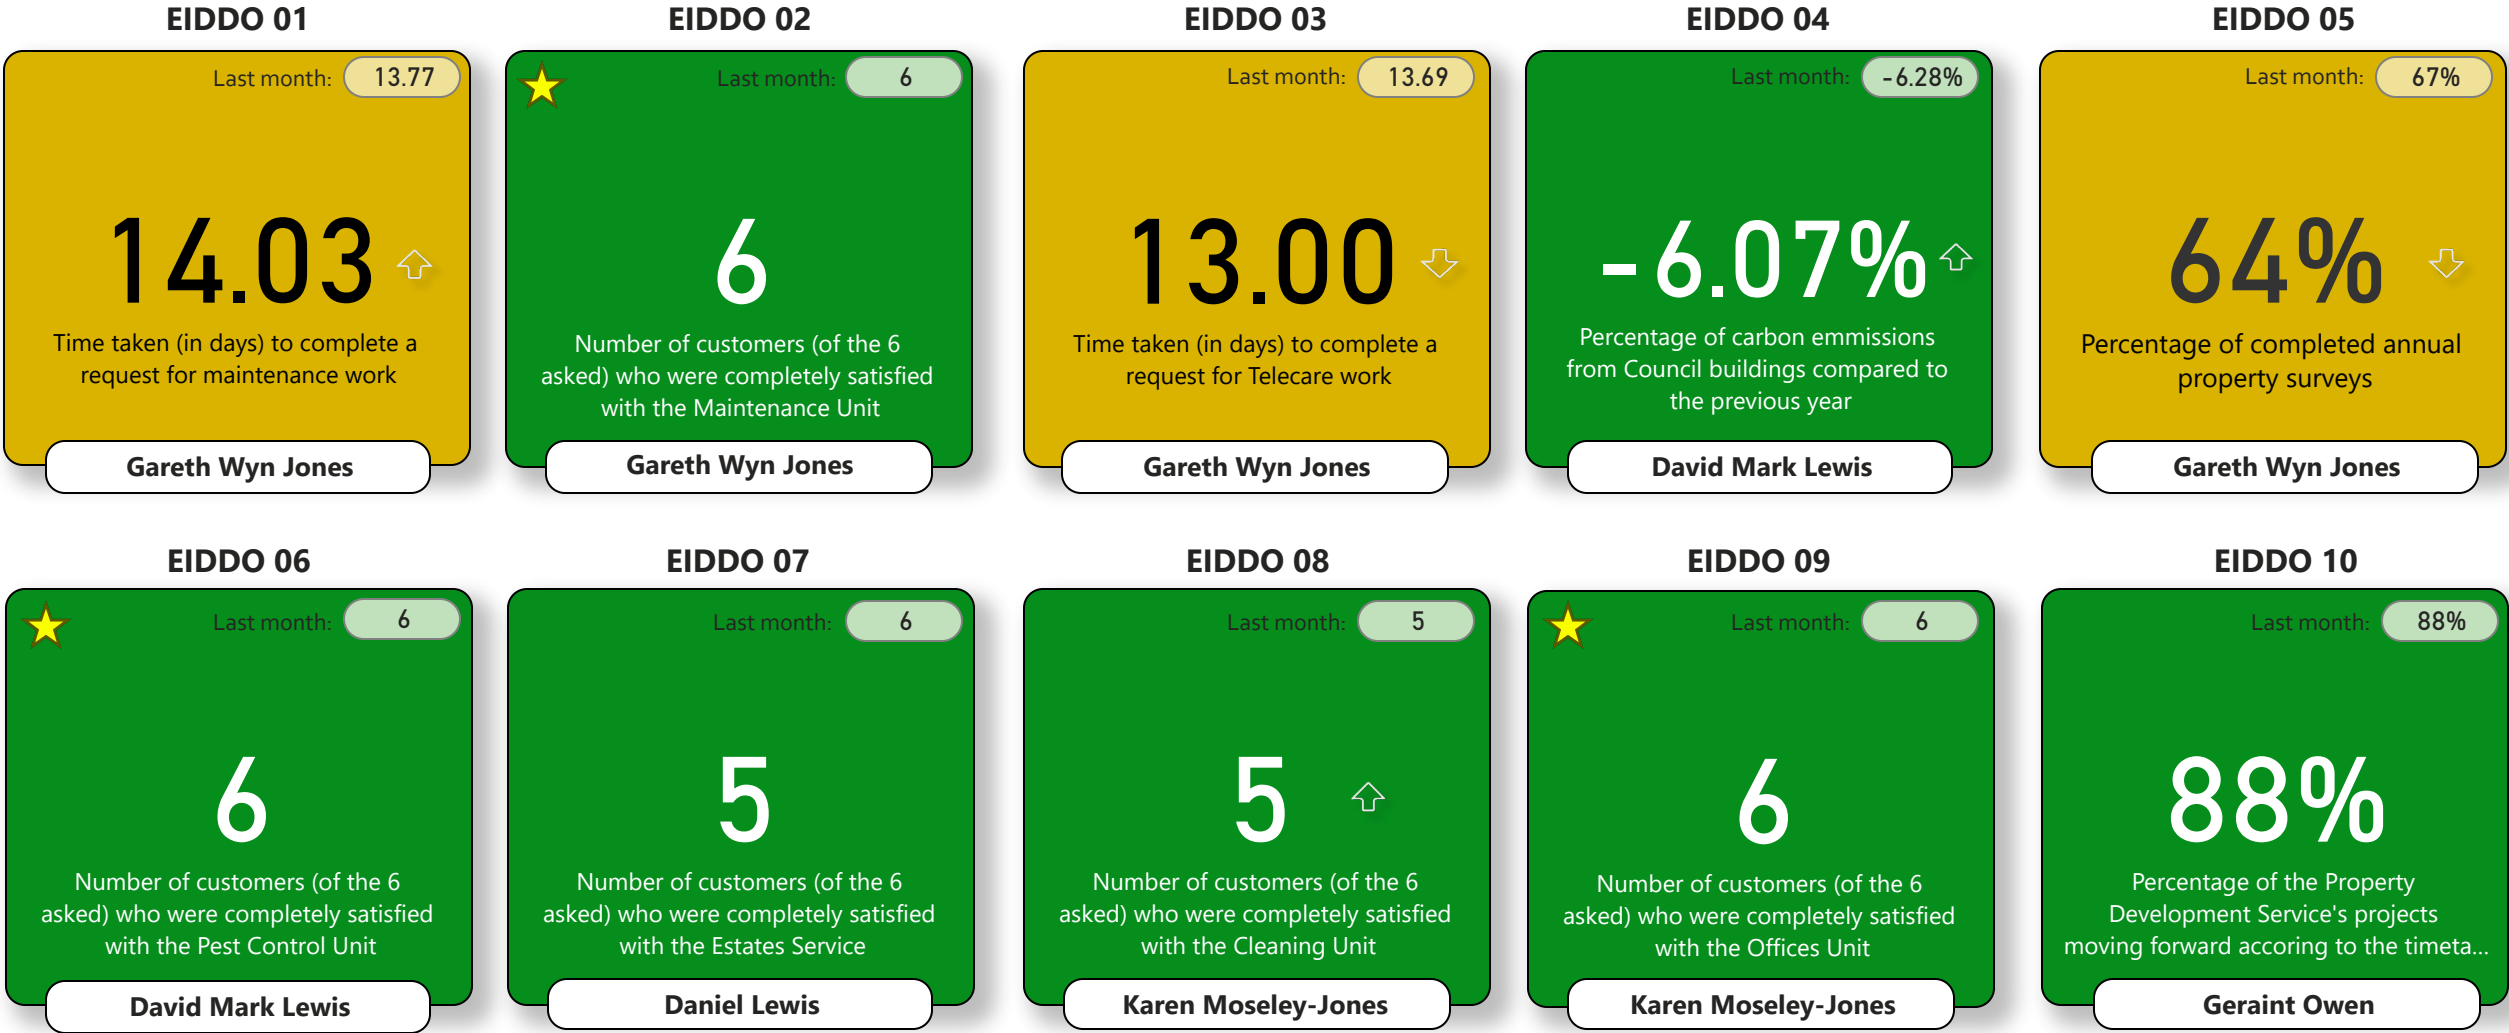 EIDDO 01
Last month: 13.77
14.03
Time taken (in days) to complete a
request for maintenance work
Gareth Wyn Jones
EIDDO 02
Last month: 6
6
Number of customers (of the 6
asked) who were completely satisfied
with the Maintenance Unit
Gareth Wyn Jones
EIDDO 03
Last month: 13.69
13.00
Time taken (in days) to complete a
request for Telecare work
Gareth Wyn Jones
EIDDO 04
Last month: -6.28%
-6.07%
Percentage of carbon emmissions
from Council buildings compared to
the previous year
David Mark Lewis
EIDDO 05
Last month: 67%
64%
Percentage of completed annual
property surveys
Gareth Wyn Jones
EIDDO 06
Last month: 6
6
Number of customers (of the 6
asked) who were completely satisfied
with the Pest Control Unit
David Mark Lewis
EIDDO 07
Last month: 6
5
Number of customers (of the 6
asked) who were completely satisfied
with the Estates Service
Daniel Lewis
EIDDO 08
Last month: 5
5
Number of customers (of the 6
asked) who were completely satisfied
with the Cleaning Unit
Karen Moseley-Jones
EIDDO 09
Last month: 6
6
Number of customers (of the 6
asked) who were completely satisfied
with the Offices Unit
Karen Moseley-Jones
EIDDO 10
Last month: 88%
88%
Percentage of the Property
Development Service's projects
moving forward accoring to the timeta...
Geraint Owen